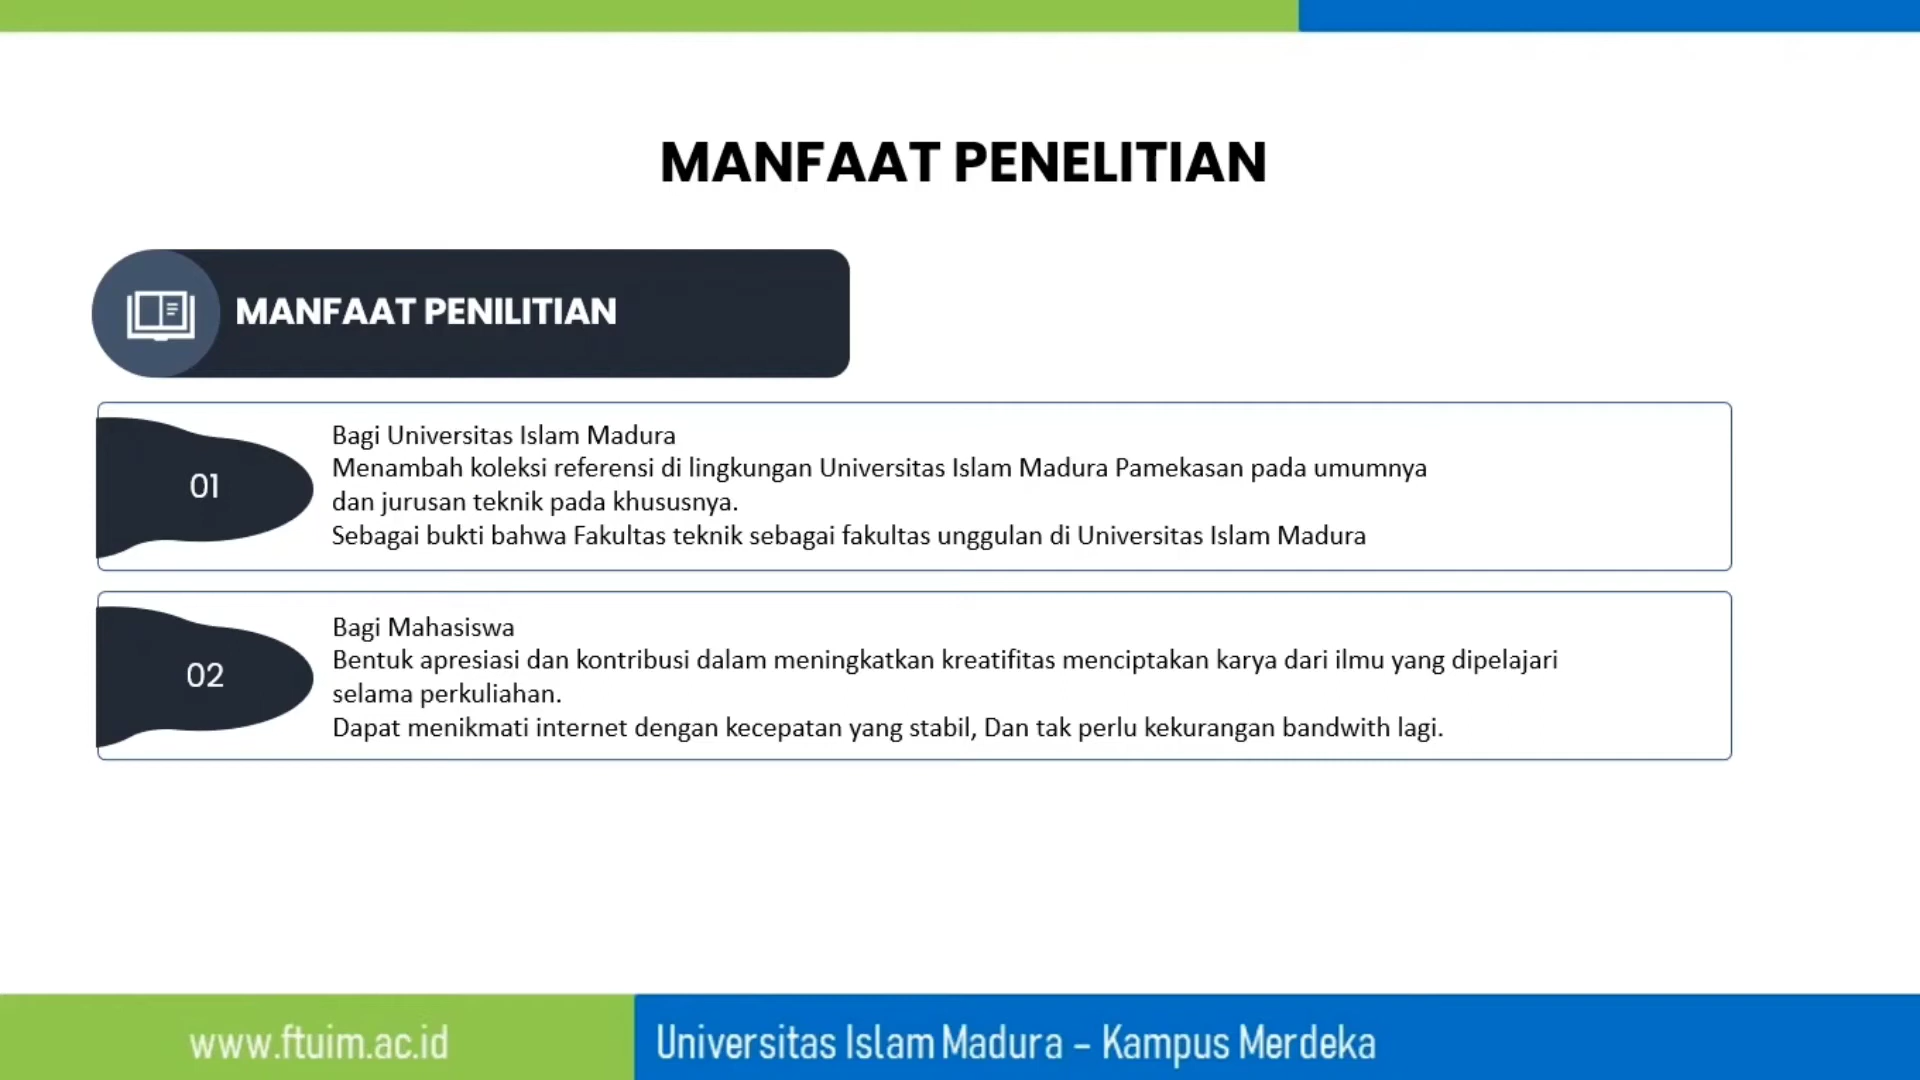 MANFAAT PENELITIAN
MANFAAT PENILITIAN
01
Bagi Universitas Islam Madura
Menambah koleksi referensi di lingkungan Universitas Islam Madura Pamekasan pada umumnya
dan jurusan teknik pada khususnya.
Sebagai bukti bahwa Fakultas teknik sebagai fakultas unggulan di Universitas Islam Madura
02
Bagi Mahasiswa
Bentuk apresiasi dan kontribusi dalam meningkatkan kreatifitas menciptakan karya dari ilmu yang dipelajari
selama perkuliahan.
Dapat menikmati internet dengan kecepatan yang stabil, Dan tak perlu kekurangan bandwith lagi.
www.ftuim.ac.id
Universitas Islam Madura – Kampus Merdeka